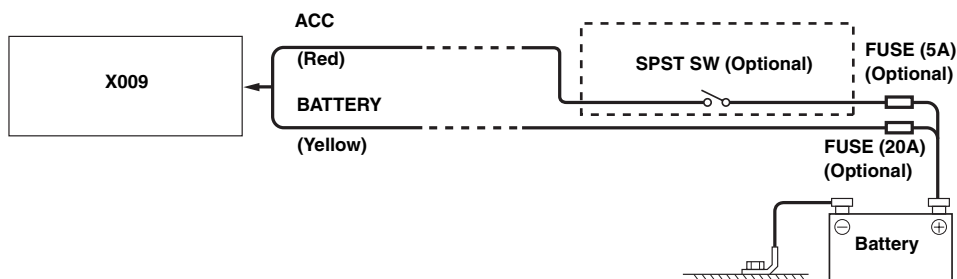 ACC
(Red)
X009
BATTERY
(Yellow)
SPST SW (Optional)
FUSE (5A)
(Optional)
FUSE (20A)
(Optional)
Battery